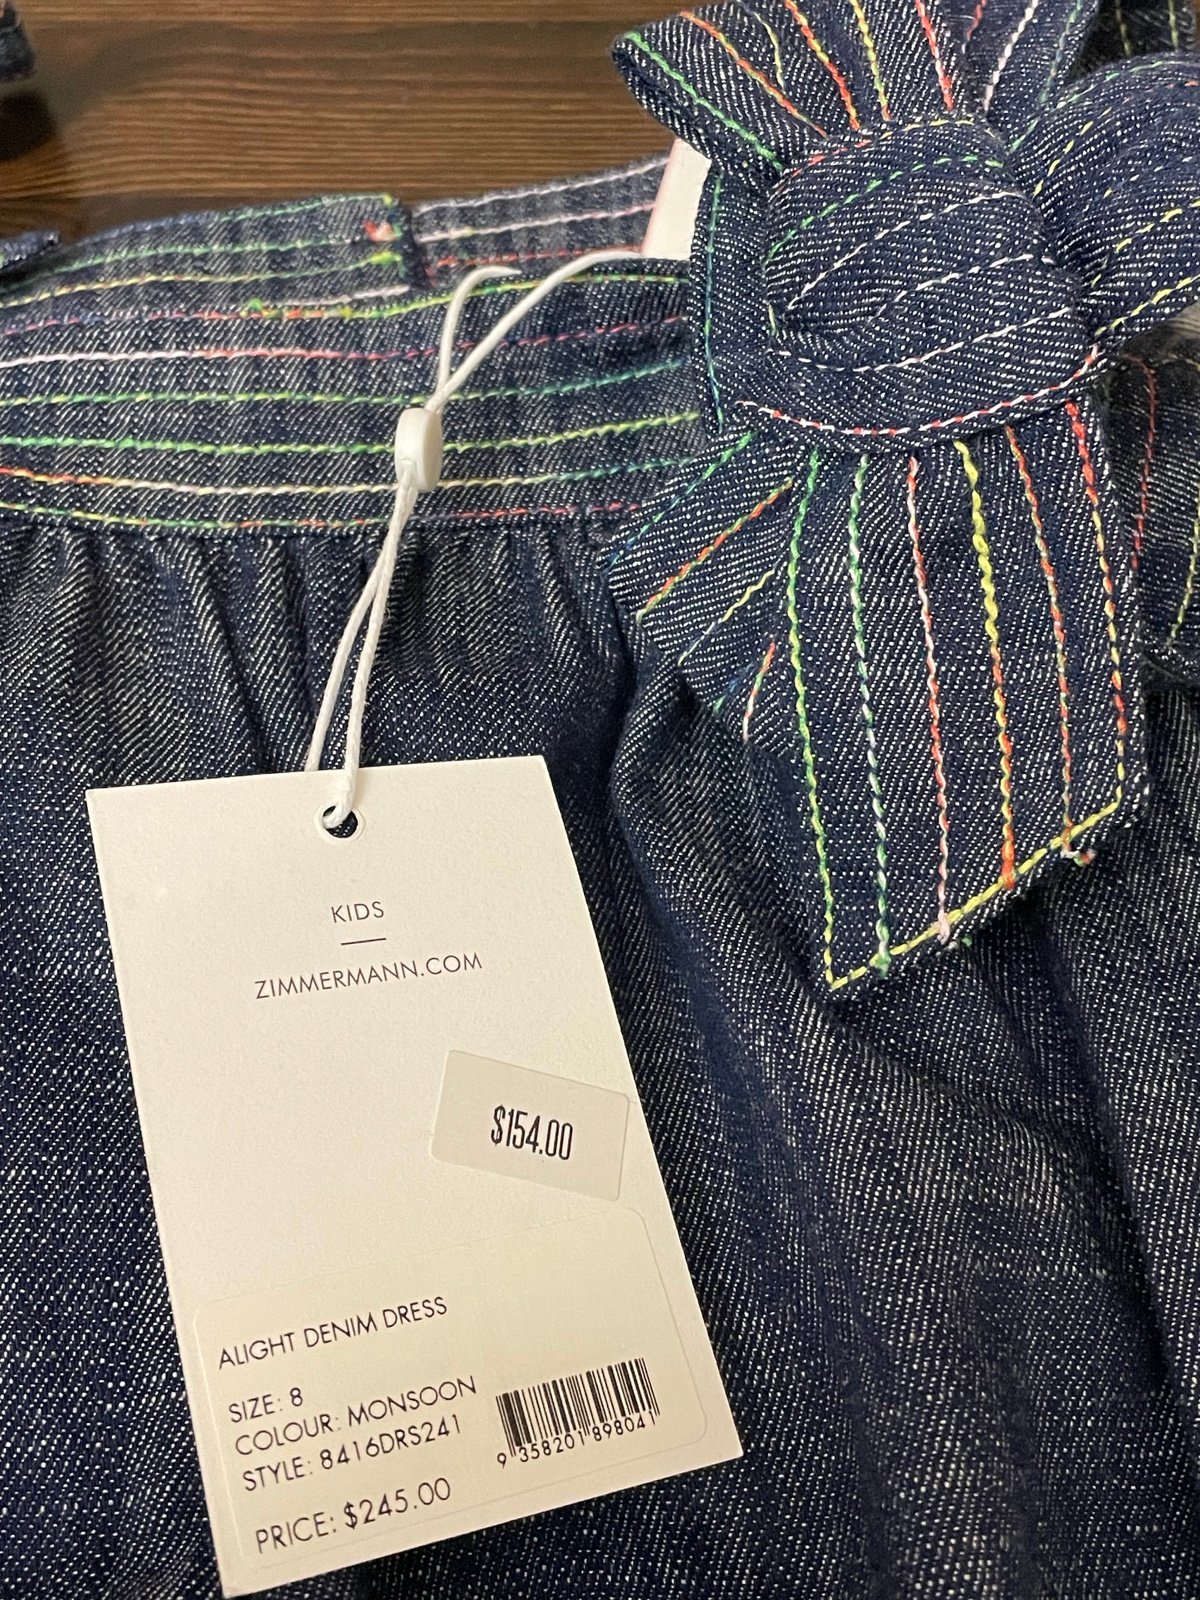 KIDS
ZIMMERMANN.COM
$154.00
ALIGHT DENIM DRESS
SIZE: 8
COLOUR: MONSOON
STYLE: 8416DRS241
9 358201 898041
PRICE: $245.00